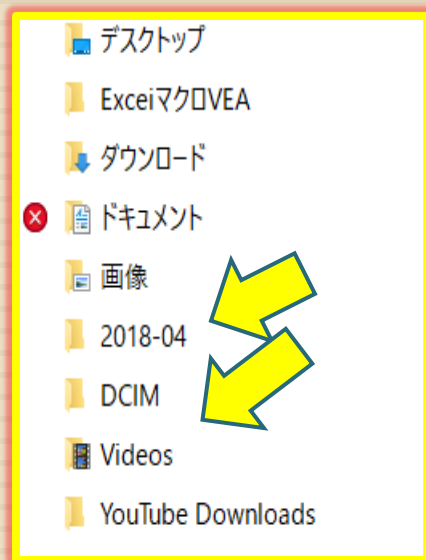 デスクトップ
ExceiマクロVEA
ダウンロード
ドキュメント
画像
2018-04
DCIM
Videos
YouTube Downloads